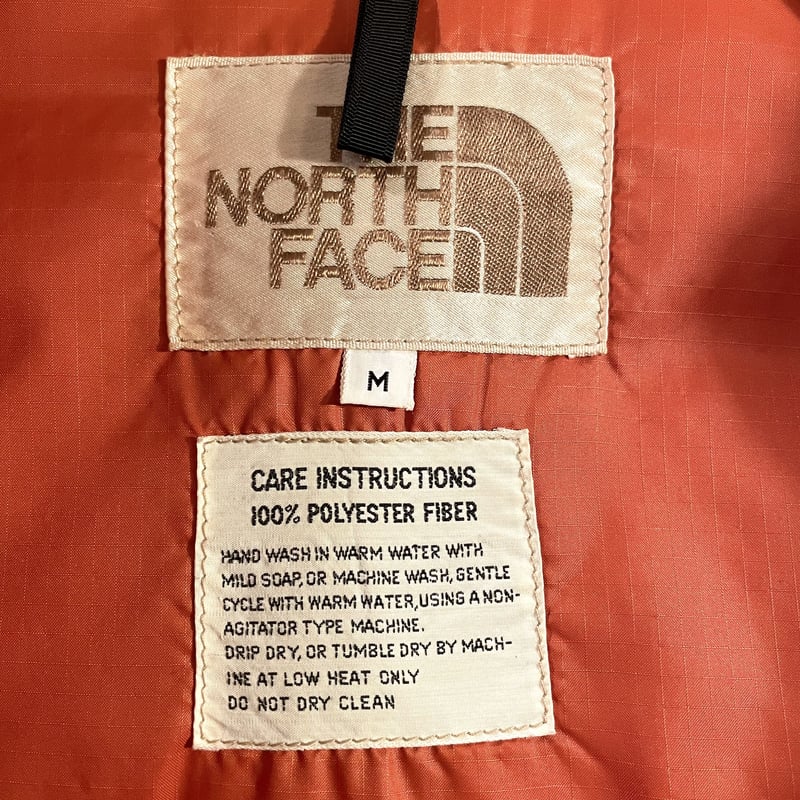 THE
NORTH
FACE
M
CARE INSTRUCTIONS
100% POLYESTER FIBER
HAND WASH IN WARM WATER WITH
MILD SOAP, OR MACHINE WASH, GENTLE
CYCLE WITH WARM WATER, USING A NON-
AGITATOR TYPE MACHINE.
DRIP DRY, OR TUMBLE DRY BY MACH-
INE AT LOW HEAT ONLY
DO NOT DRY CLEAN